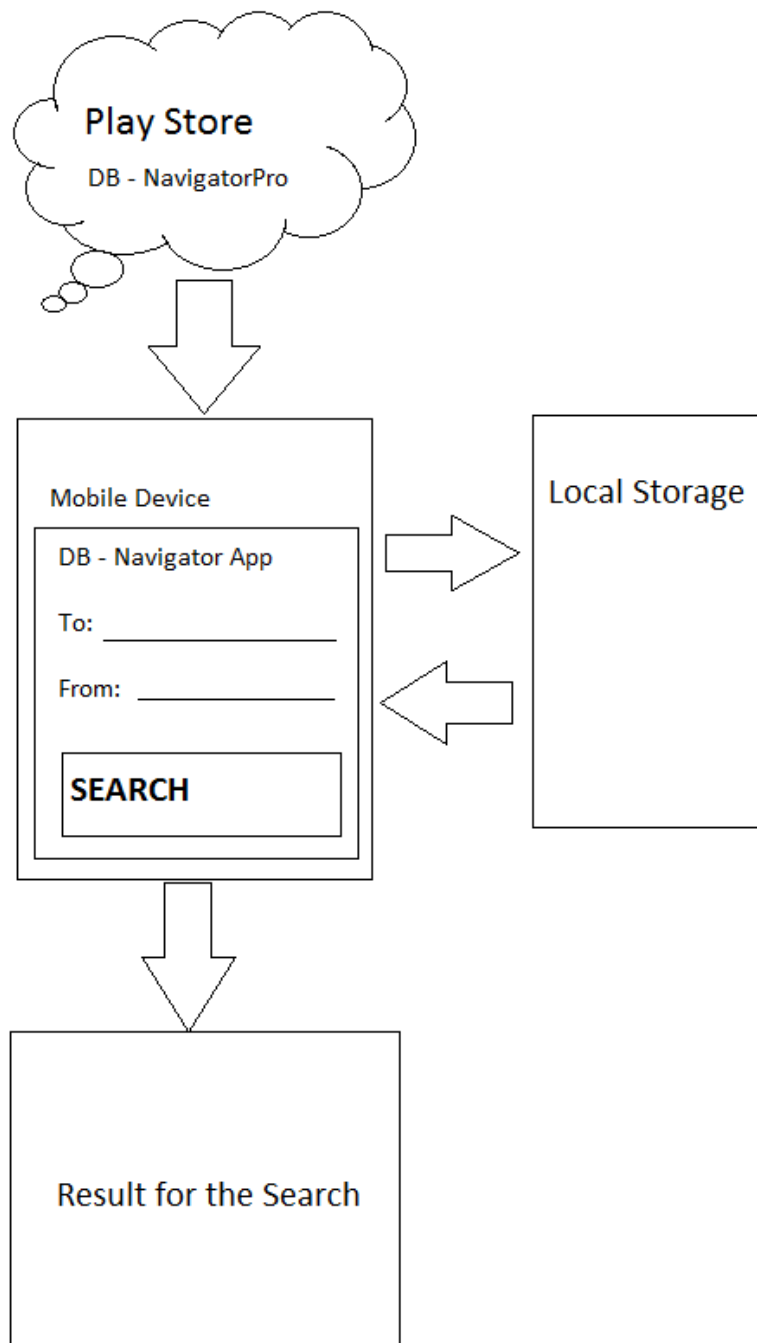 Play Store
DB - NavigatorPro
Mobile Device
DB - Navigator App
To:
From:
SEARCH
Local Storage
Result for the Search